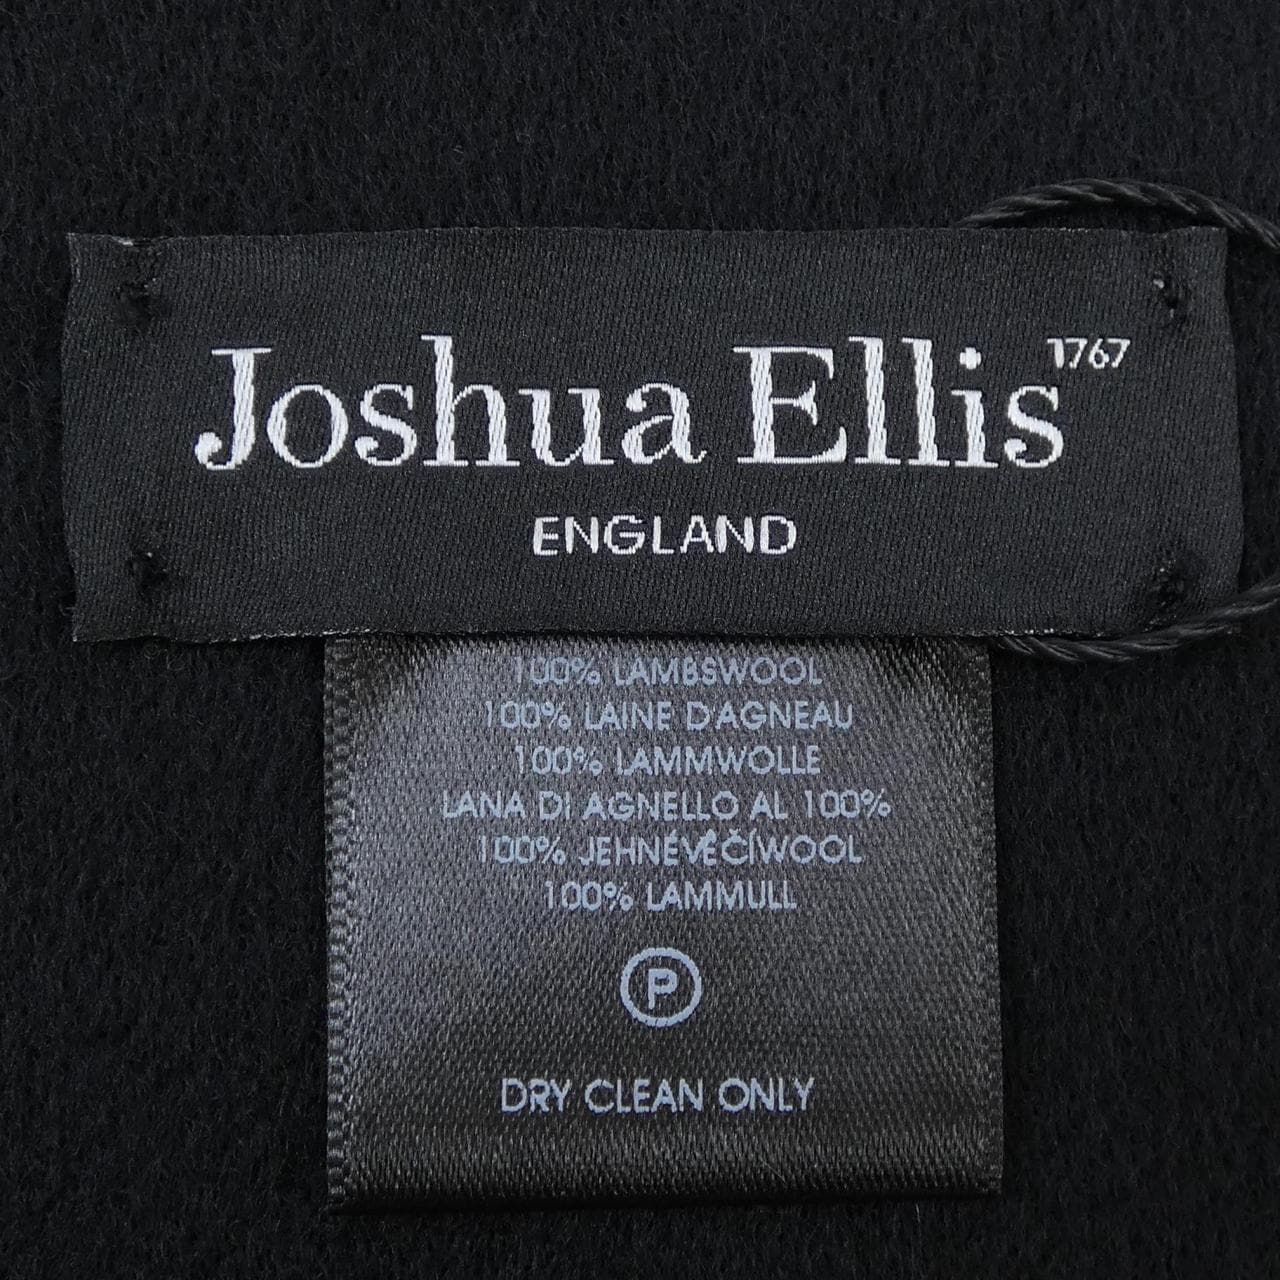 Joshua Ellis 1767
ENGLAND
100% LAMBSWOOL
100% LAINE D'AGNEAU
100% LAMMWOLLE
LANA DI AGNELLO AL 100%
100% JEHNĚVĚČÍWOOL
100% LAMMULL
P
DRY CLEAN ONLY